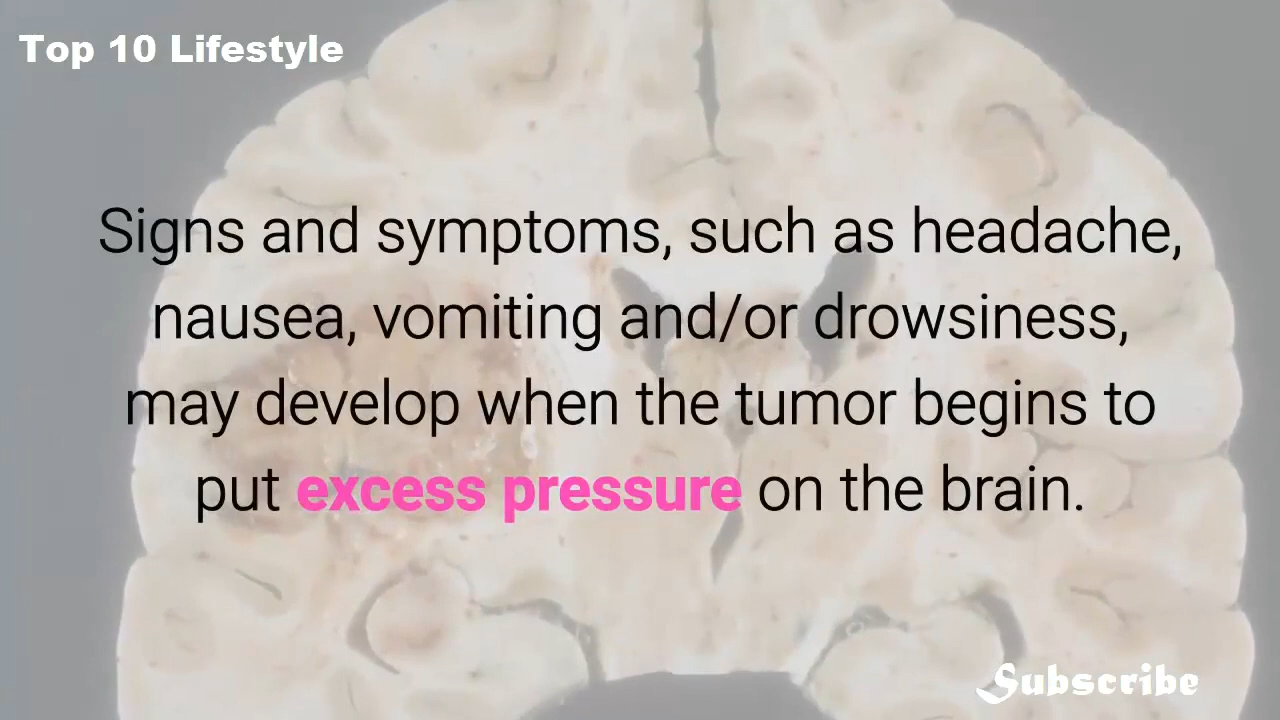 Top 10 Lifestyle
Signs and symptoms, such as headache,
nausea, vomiting and/or drowsiness,
may develop when the tumor begins to
put excess pressure on the brain.
Subscribe